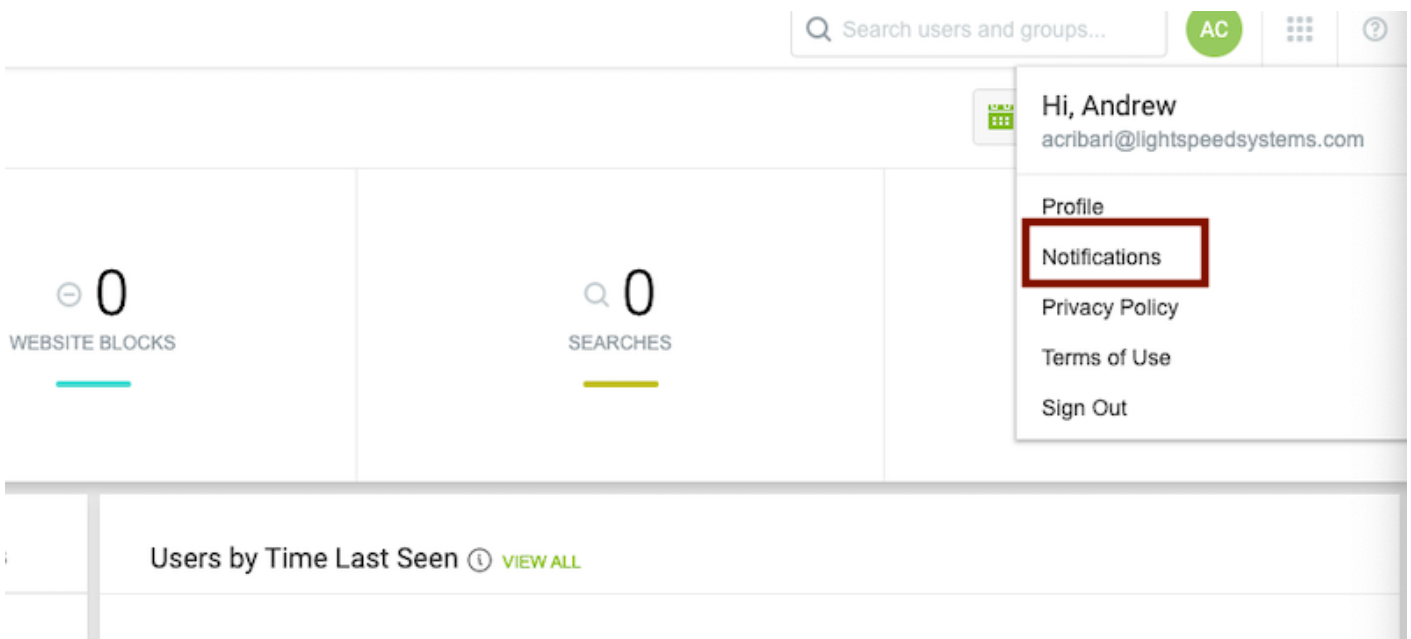 Search users and groups...
AC
Hi, Andrew
acribari@lightspeedsystems.com
Profile
Notifications
Privacy Policy
Terms of Use
Sign Out
0
WEBSITE BLOCKS
0
SEARCHES
Users by Time Last Seen VIEW ALL